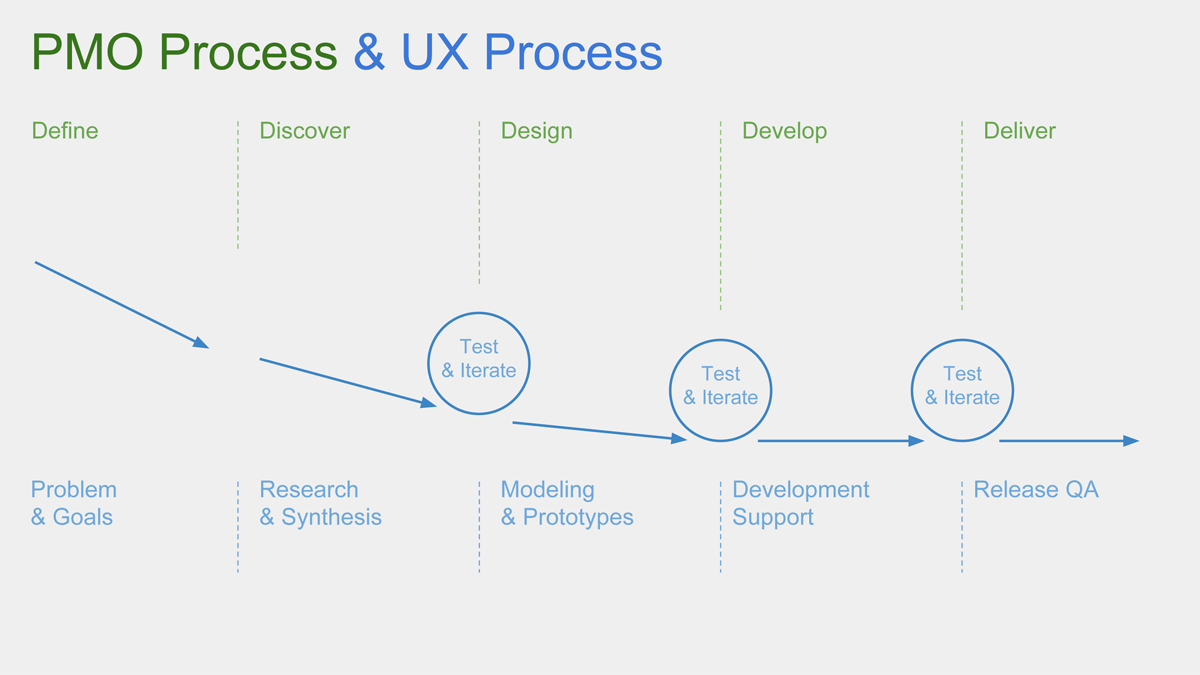 PMO Process & UX Process
Define
Discover
Design
Develop
Deliver
Test
& Iterate
Test
& Iterate
Test
& Iterate
Problem
& Goals
Research
& Synthesis
Modeling
& Prototypes
Development
Support
Release QA